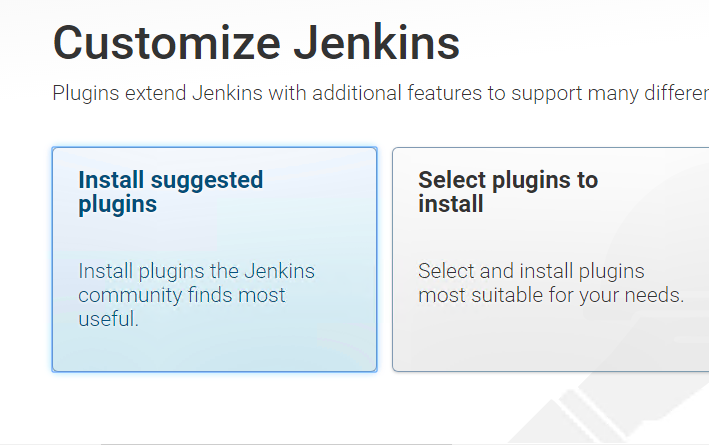 Customize Jenkins
Plugins extend Jenkins with additional features to support many
Install suggested
plugins
Select plugins to
install
Install plugins the Jenkins
community finds most
useful.
Select and install plugins
most suitable for your needs.